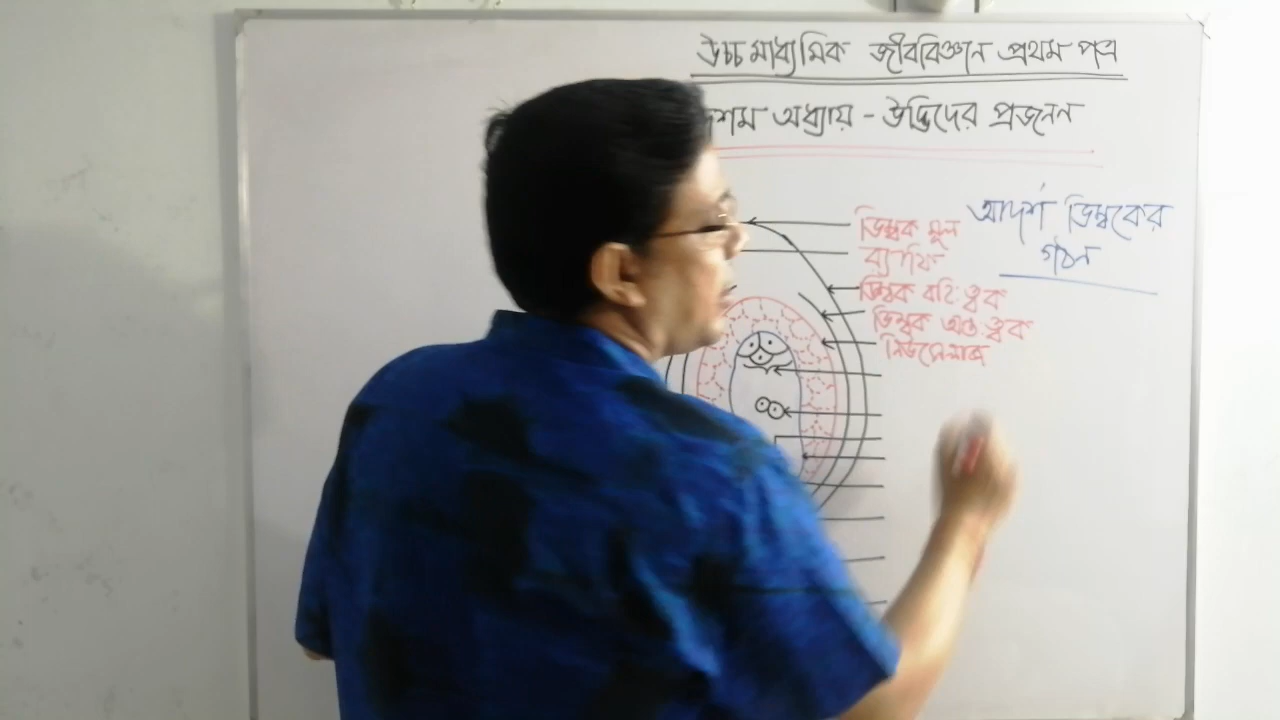 উচ্চ মাধ্যমিক জীববিজ্ঞান প্রথম পত্র
দশম অধ্যায় - উদ্ভিদের প্রজনন
আদর্শ ডিম্বকের
গঠন
ডিম্বক মূল
ডিম্বক বহিঃত্বক
ডিম্বক অন্তঃত্বক
নিউসেলাস